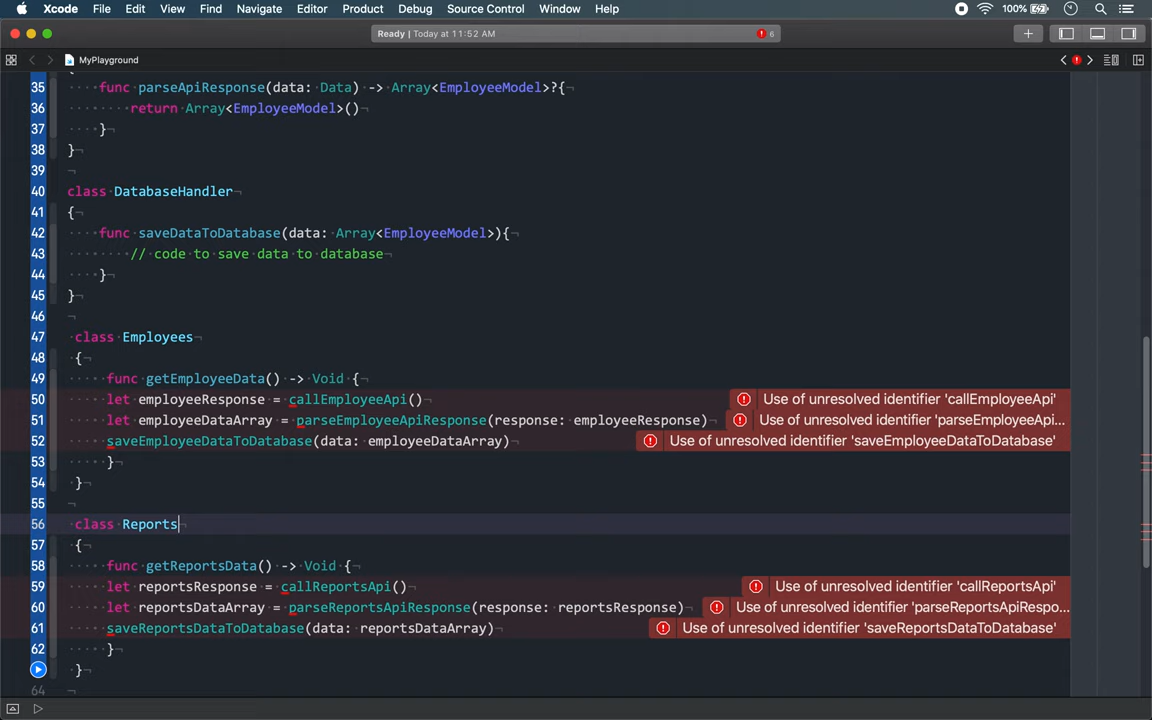 Xcode File Edit View Find Navigate Editor Product Debug Source Control Window Help 100%
Ready | Today at 11:52 AM 6
MyPlayground
{
35 func parseApiResponse(data: Data) -> Array<EmployeeModel>?{
36 return Array<EmployeeModel>()
37 }
38 }
39
40 class DatabaseHandler
41 {
42 func saveDataToDatabase(data: Array<EmployeeModel>){
43 // code to save data to database
44 }
45 }
46
47 class Employees
48 {
49 func getEmployeeData() -> Void {
50 let employeeResponse = callEmployeeApi() Use of unresolved identifier 'callEmployeeApi'
51 let employeeDataArray = parseEmployeeApiResponse(response: employeeResponse) Use of unresolved identifier 'parseEmployeeApi...
52 saveEmployeeDataToDatabase(data: employeeDataArray) Use of unresolved identifier 'saveEmployeeDataToDatabase'
53 }
54 }
55
56 class Reports
57 {
58 func getReportsData() -> Void {
59 let reportsResponse = callReportsApi() Use of unresolved identifier 'callReportsApi'
60 let reportsDataArray = parseReportsApiResponse(response: reportsResponse) Use of unresolved identifier 'parseReportsApiRespo...
61 saveReportsDataToDatabase(data: reportsDataArray) Use of unresolved identifier 'saveReportsDataToDatabase'
62 }
}
64